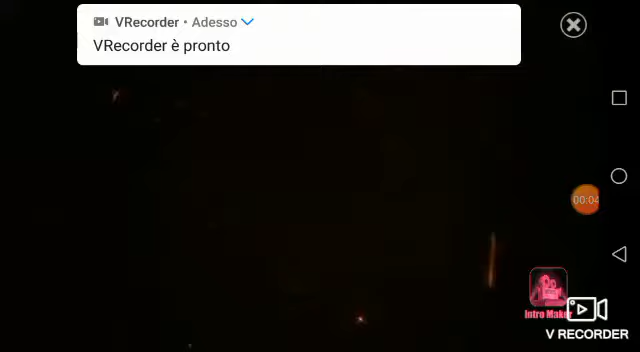 VRecorder • Adesso
VRecorder è pronto
00:04
Intro Maker
V RECORDER